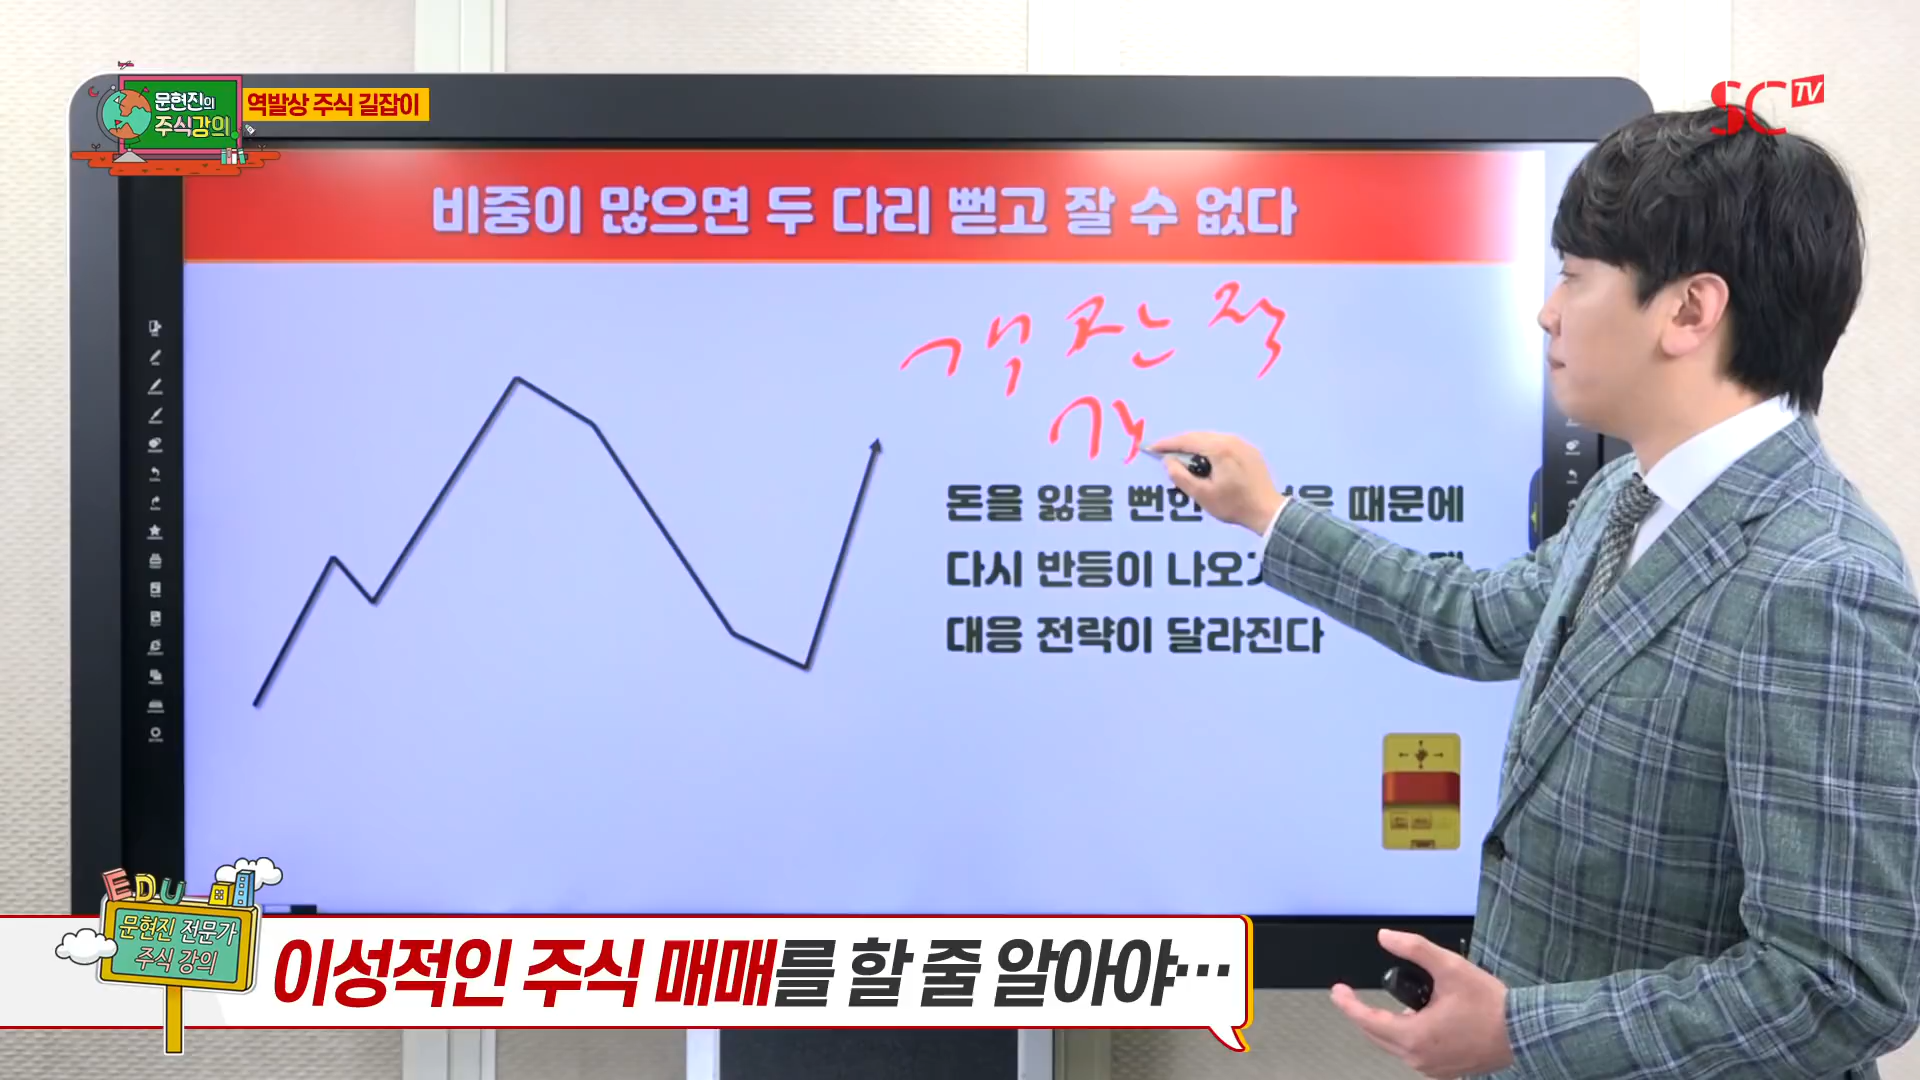 문현진의
주식강의
역발상 주식 길잡이
SC TV
비중이 많으면 두 다리 뻗고 잘 수 없다
객관적
돈을 잃을 뻔한 때문에
다시 반등이 나오
대응 전략이 달라진다
EDU
문현진 전문가
주식 강의
이성적인 주식 매매를 할 줄 알아야…